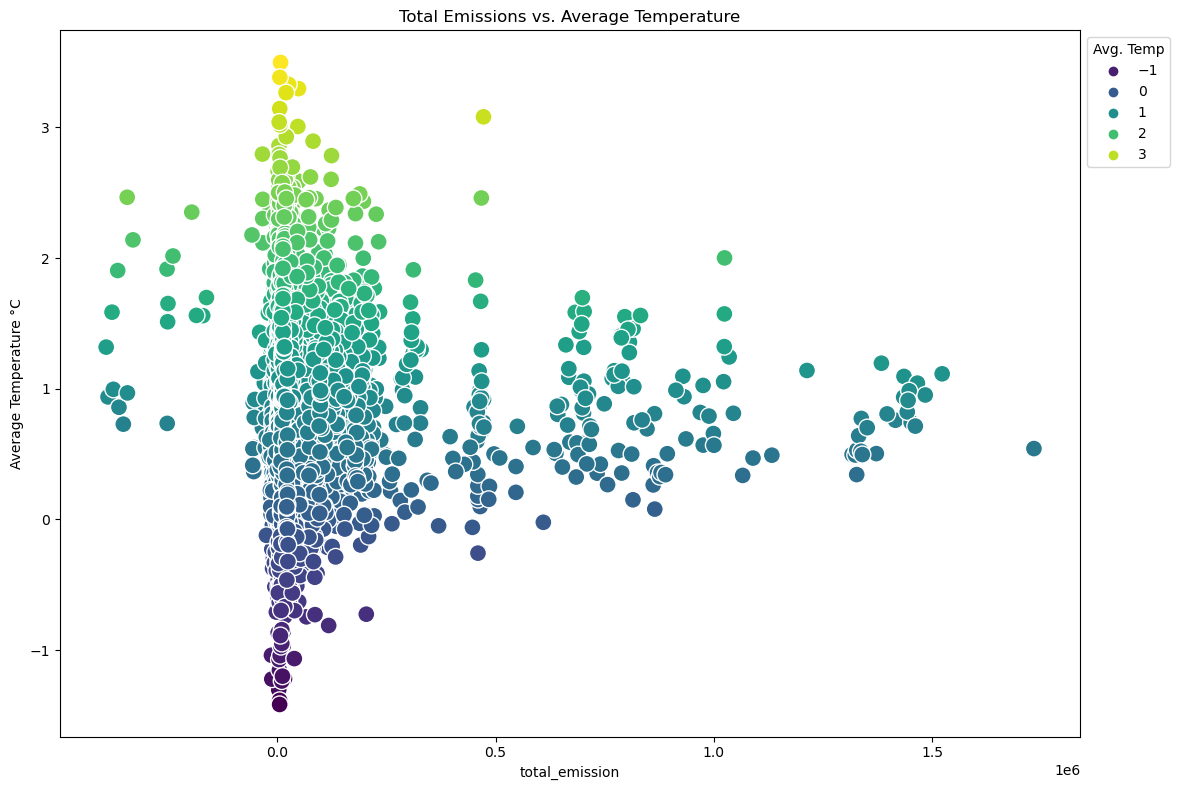 Total Emissions vs. Average Temperature
Avg. Temp
−1
0
1
2
3
Average Temperature °C
3
2
1
0
−1
0.0
0.5
1.0
1.5
1e6
total_emission